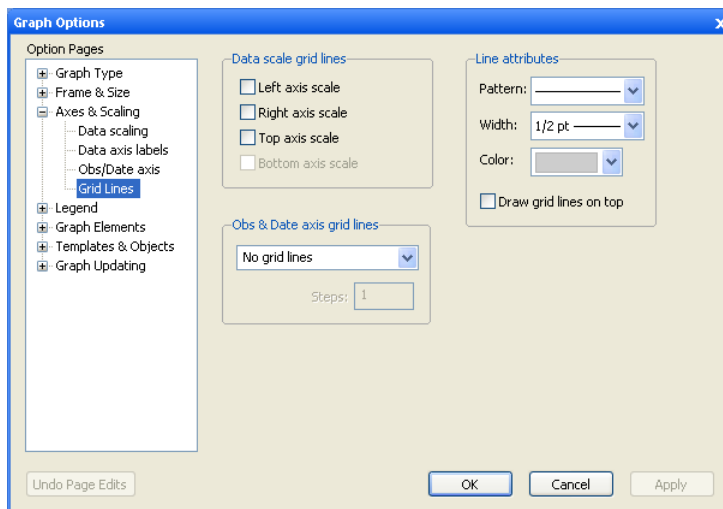 Graph Options
Option Pages
Graph Type
Frame & Size
Axes & Scaling
Data scaling
Data axis labels
Obs/Date axis
Grid Lines
Legend
Graph Elements
Templates & Objects
Graph Updating
Data scale grid lines
Left axis scale
Right axis scale
Top axis scale
Bottom axis scale
Obs & Date axis grid lines
No grid lines
Steps: 1
Line attributes
Pattern:
Width: 1/2 pt
Color:
Draw grid lines on top
Undo Page Edits
OK
Cancel
Apply